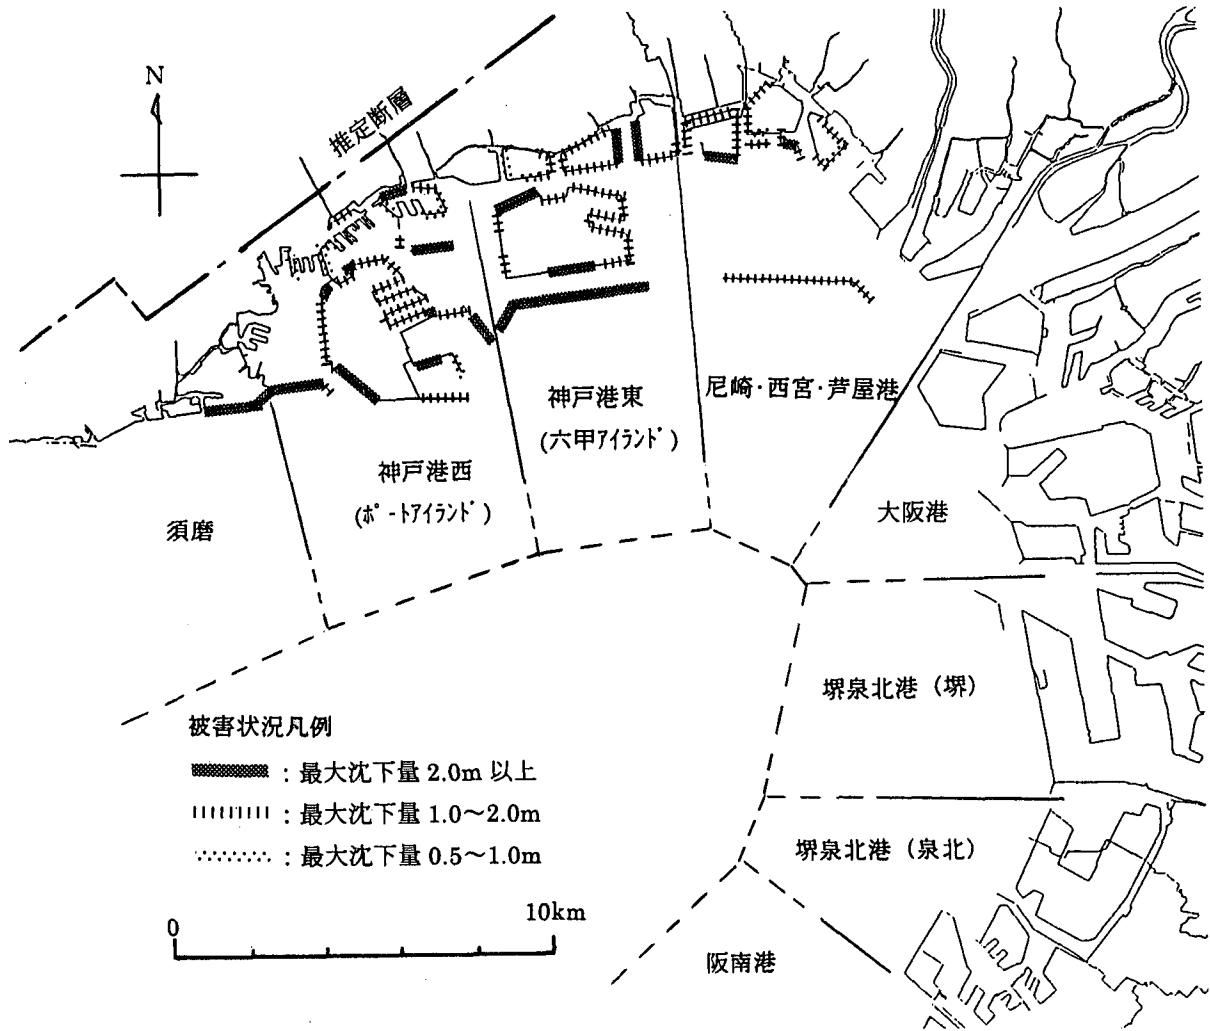 N
推定断層
尼崎・西宮・芦屋港
神戸港東
(六甲アイランド)
神戸港西
(ポートアイランド)
大阪港
須磨
堺泉北港（堺）
被害状況凡例
：最大沈下量 2.0m 以上
：最大沈下量 1.0～2.0m
：最大沈下量 0.5～1.0m
堺泉北港（泉北）
0
10km
阪南港